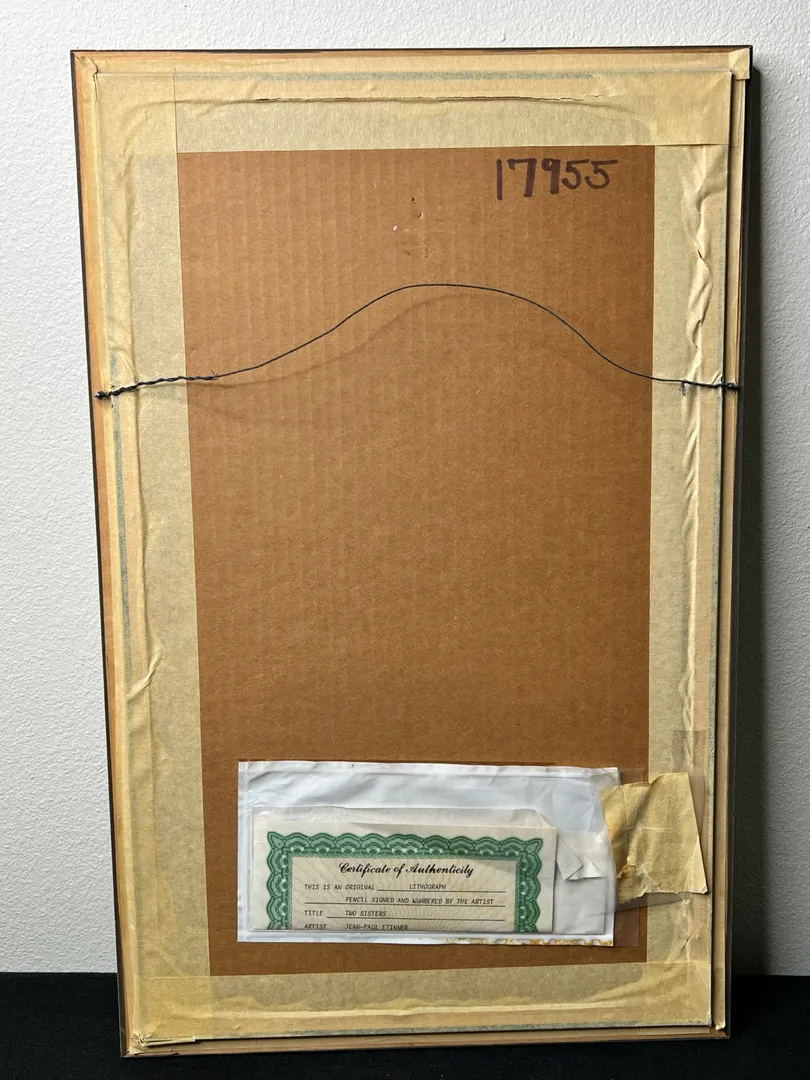 17955
Certificate of Authenticity
THIS IS AN ORIGINAL LITHOGRAPH
PENCIL SIGNED AND NUMBERED BY THE ARTIST
TITLE TWO SISTERS
ARTIST JEAN-PAUL ETINNER